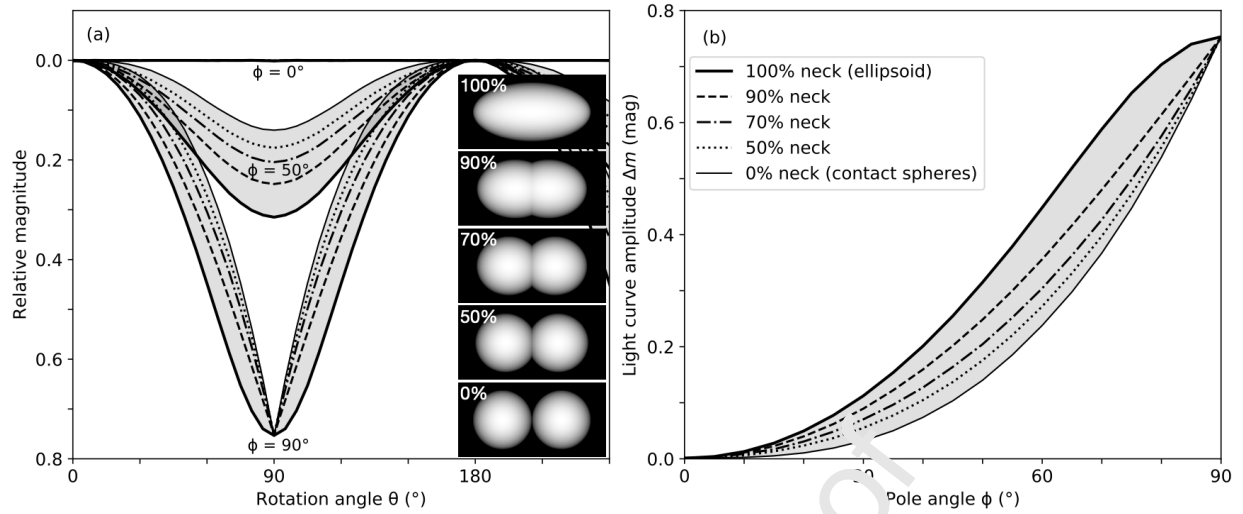 (a)
0.0
0.2
0.4
0.6
0.8
Relative magnitude
ϕ = 0°
ϕ = 50°
ϕ = 90°
100%
90%
70%
50%
0%
0 90 180
Rotation angle θ (°)
(b)
100% neck (ellipsoid)
90% neck
70% neck
50% neck
0% neck (contact spheres)
0.8
0.6
0.4
0.2
0.0
Light curve amplitude Δm (mag)
0 30 60 90
Pole angle ϕ (°)